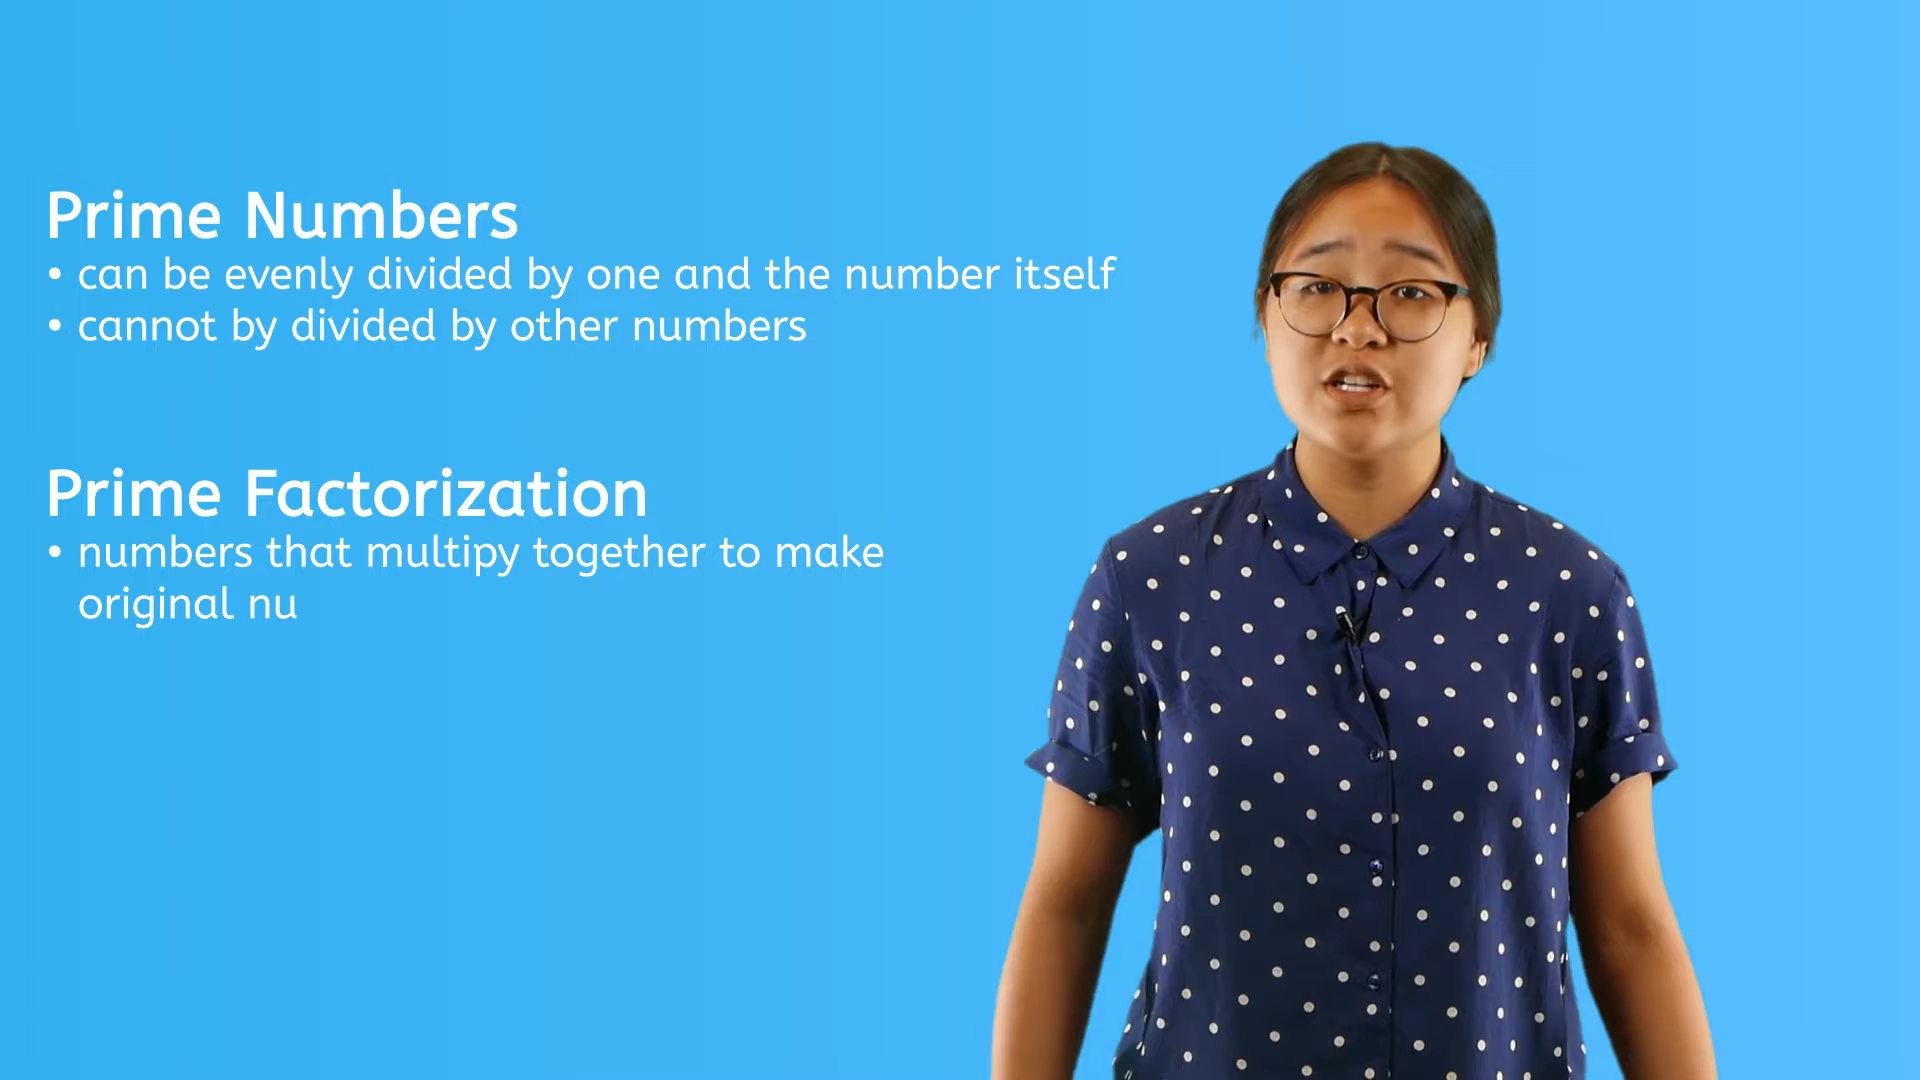 Prime Numbers
• can be evenly divided by one and the number itself
• cannot by divided by other numbers
Prime Factorization
• numbers that multipy together to make
original nu